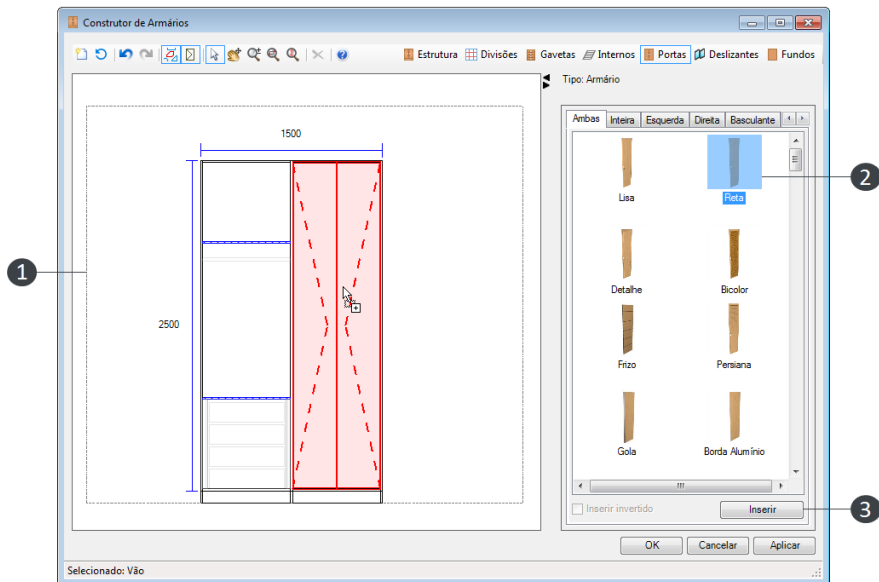 Construtor de Armários
Estrutura Divisões Gavetas Internos Portas Deslizantes Fundos
Tipo: Armário
Ambas Inteira Esquerda Direita Basculante
1500
2500
Lisa Reta
Detalhe Bicolor
Frizo Persiana
Gola Borda Alumínio
Inserir invertido Inserir
OK Cancelar Aplicar
Selecionado: Vão
1
2
3